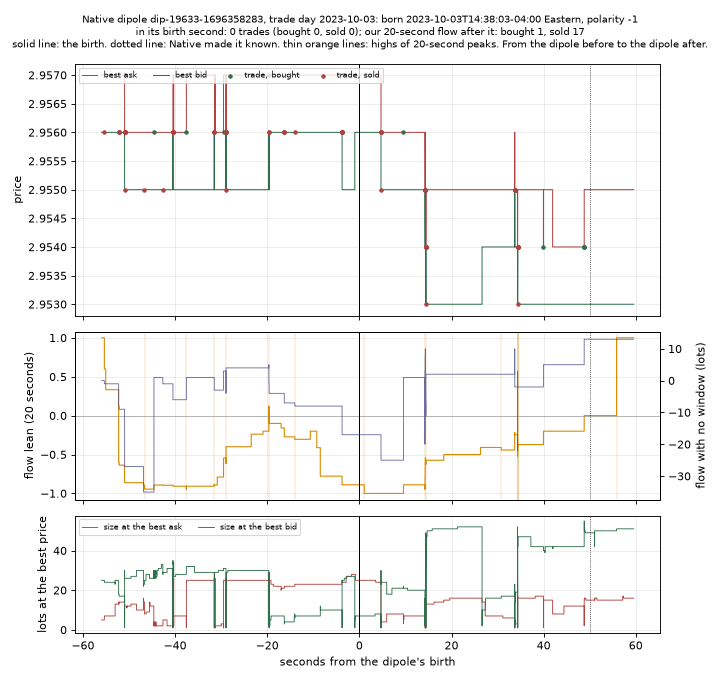 Native dipole dip-19633-1696358283, trade day 2023-10-03: born 2023-10-03T14:38:03-04:00 Eastern, polarity -1
in its birth second: 0 trades (bought 0, sold 0); our 20-second flow after it: bought 1, sold 17
solid line: the birth. dotted line: Native made it known. thin orange lines: highs of 20-second peaks. From the dipole before to the dipole after.
best ask best bid trade, bought trade, sold
2.9570
2.9565
2.9560
2.9555
2.9550
2.9545
2.9540
2.9535
2.9530
price
1.0
0.5
0.0
−0.5
−1.0
flow lean (20 seconds)
10
0
−10
−20
−30
flow with no window (lots)
size at the best ask size at the best bid
40
20
0
lots at the best price
−60 −40 −20 0 20 40 60
seconds from the dipole's birth